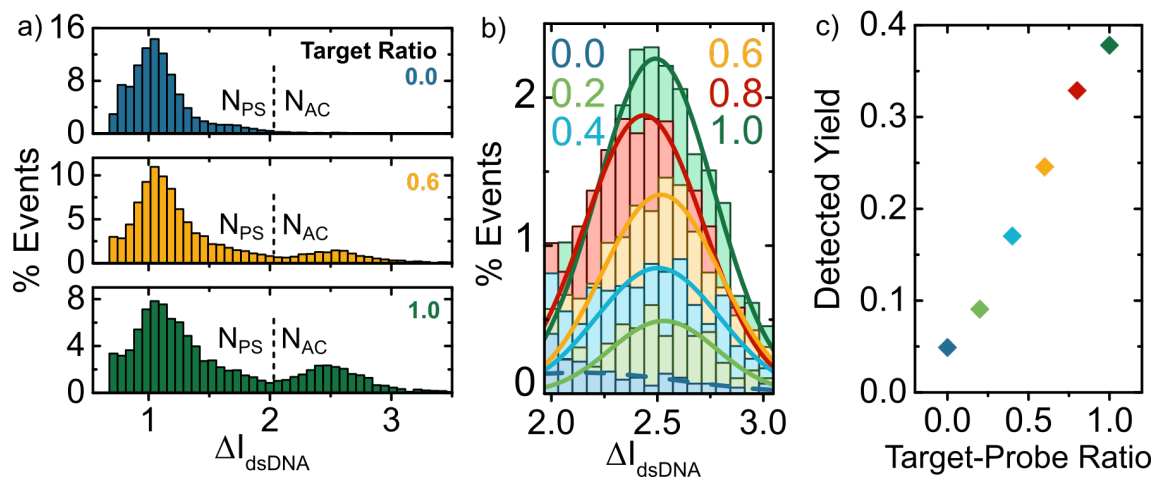 a)
% Events
16
12
8
4
0
Target Ratio
0.0
N_PS N_AC
10
5
0
0.6
N_PS N_AC
8
4
0
1.0
N_PS N_AC
1 2 3
ΔI_dsDNA
b)
% Events
2
1
0
0.0 0.6
0.2 0.8
0.4 1.0
2.0 2.5 3.0
ΔI_dsDNA
c)
Detected Yield
0.4
0.3
0.2
0.1
0.0
0.0 0.5 1.0
Target-Probe Ratio